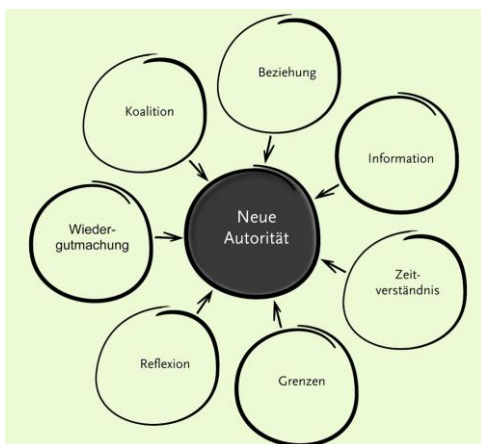 Beziehung
Koalition
Information
Neue
Autorität
Wieder-
gutmachung
Zeit-
verständnis
Reflexion
Grenzen